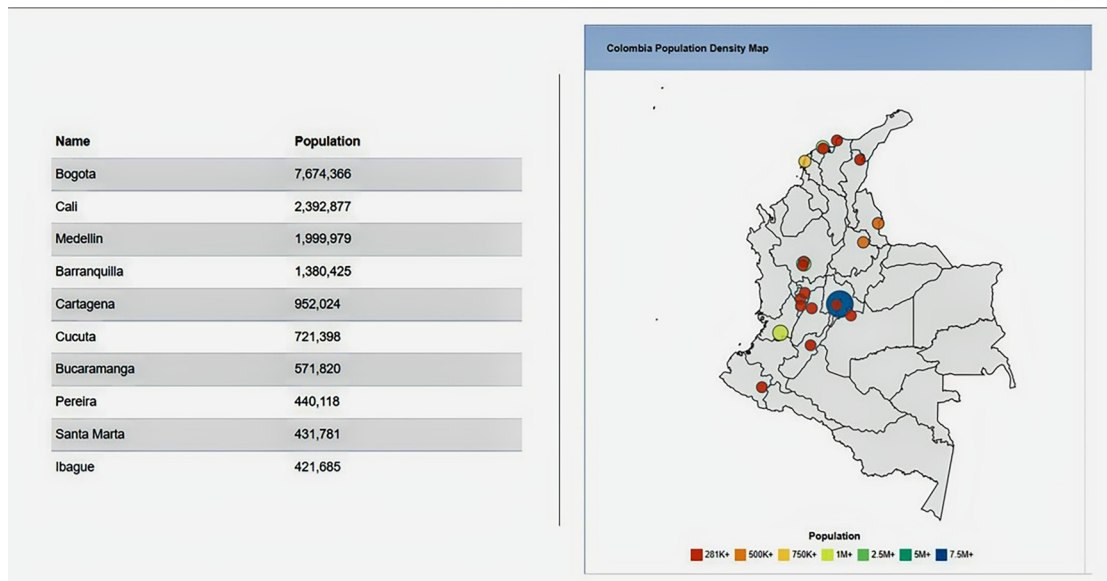 Colombia Population Density Map
Name Population
Bogota 7,674,366
Cali 2,392,877
Medellin 1,999,979
Barranquilla 1,380,425
Cartagena 952,024
Cucuta 721,398
Bucaramanga 571,820
Pereira 440,118
Santa Marta 431,781
Ibague 421,685
Population
281K+ 500K+ 750K+ 1M+ 2.5M+ 5M+ 7.5M+